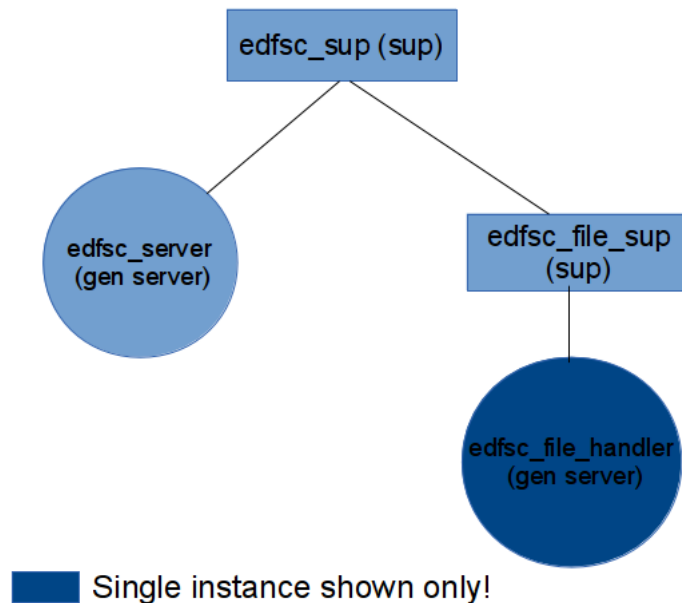 edfsc_sup (sup)
edfsc_server
(gen server)
edfsc_file_sup
(sup)
edfsc_file_handler
(gen server)
Single instance shown only!